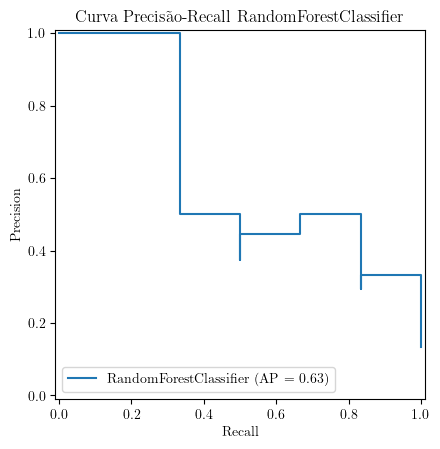 Curva Precisão-Recall RandomForestClassifier
1.0
0.8
0.6
0.4
0.2
0.0
Precision
RandomForestClassifier (AP = 0.63)
0.0 0.2 0.4 0.6 0.8 1.0
Recall